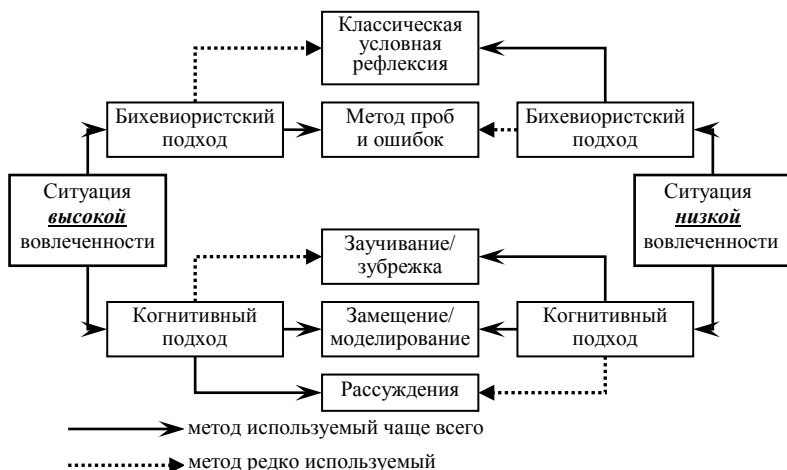 Классическая
условная
рефлексия
Бихевиористский
подход
Метод проб
и ошибок
Бихевиористский
подход
Ситуация
высокой
вовлеченности
Ситуация
низкой
вовлеченности
Заучивание/
зубрежка
Когнитивный
подход
Замещение/
моделирование
Когнитивный
подход
Рассуждения
метод используемый чаще всего
метод редко используемый